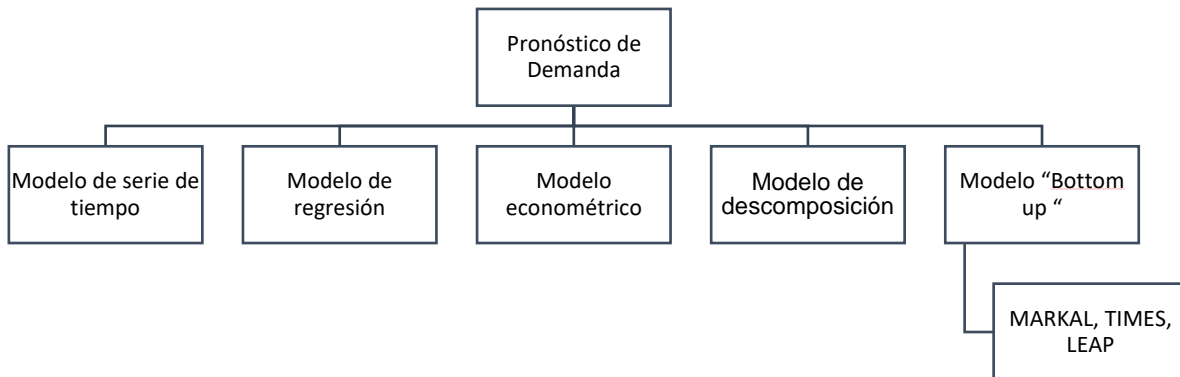 Pronóstico de
Demanda
Modelo de serie de
tiempo
Modelo de
regresión
Modelo
econométrico
Modelo de
descomposición
Modelo “Bottom
up “
MARKAL, TIMES,
LEAP